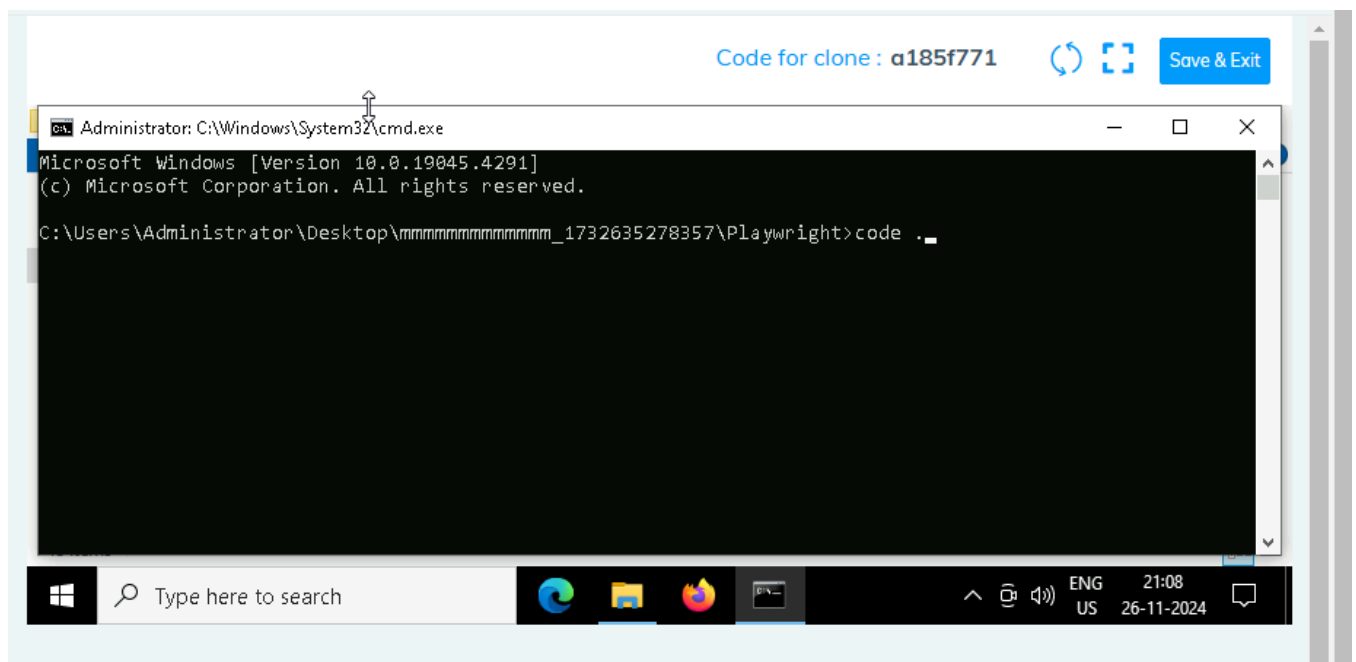 Code for clone : a185f771
Save & Exit
Administrator: C:\Windows\System32\cmd.exe
Microsoft Windows [Version 10.0.19045.4291]
(c) Microsoft Corporation. All rights reserved.
C:\Users\Administrator\Desktop\mmmmmmmmmmmmm_1732635278357\Playwright>code .
Type here to search
ENG
US
21:08
26-11-2024